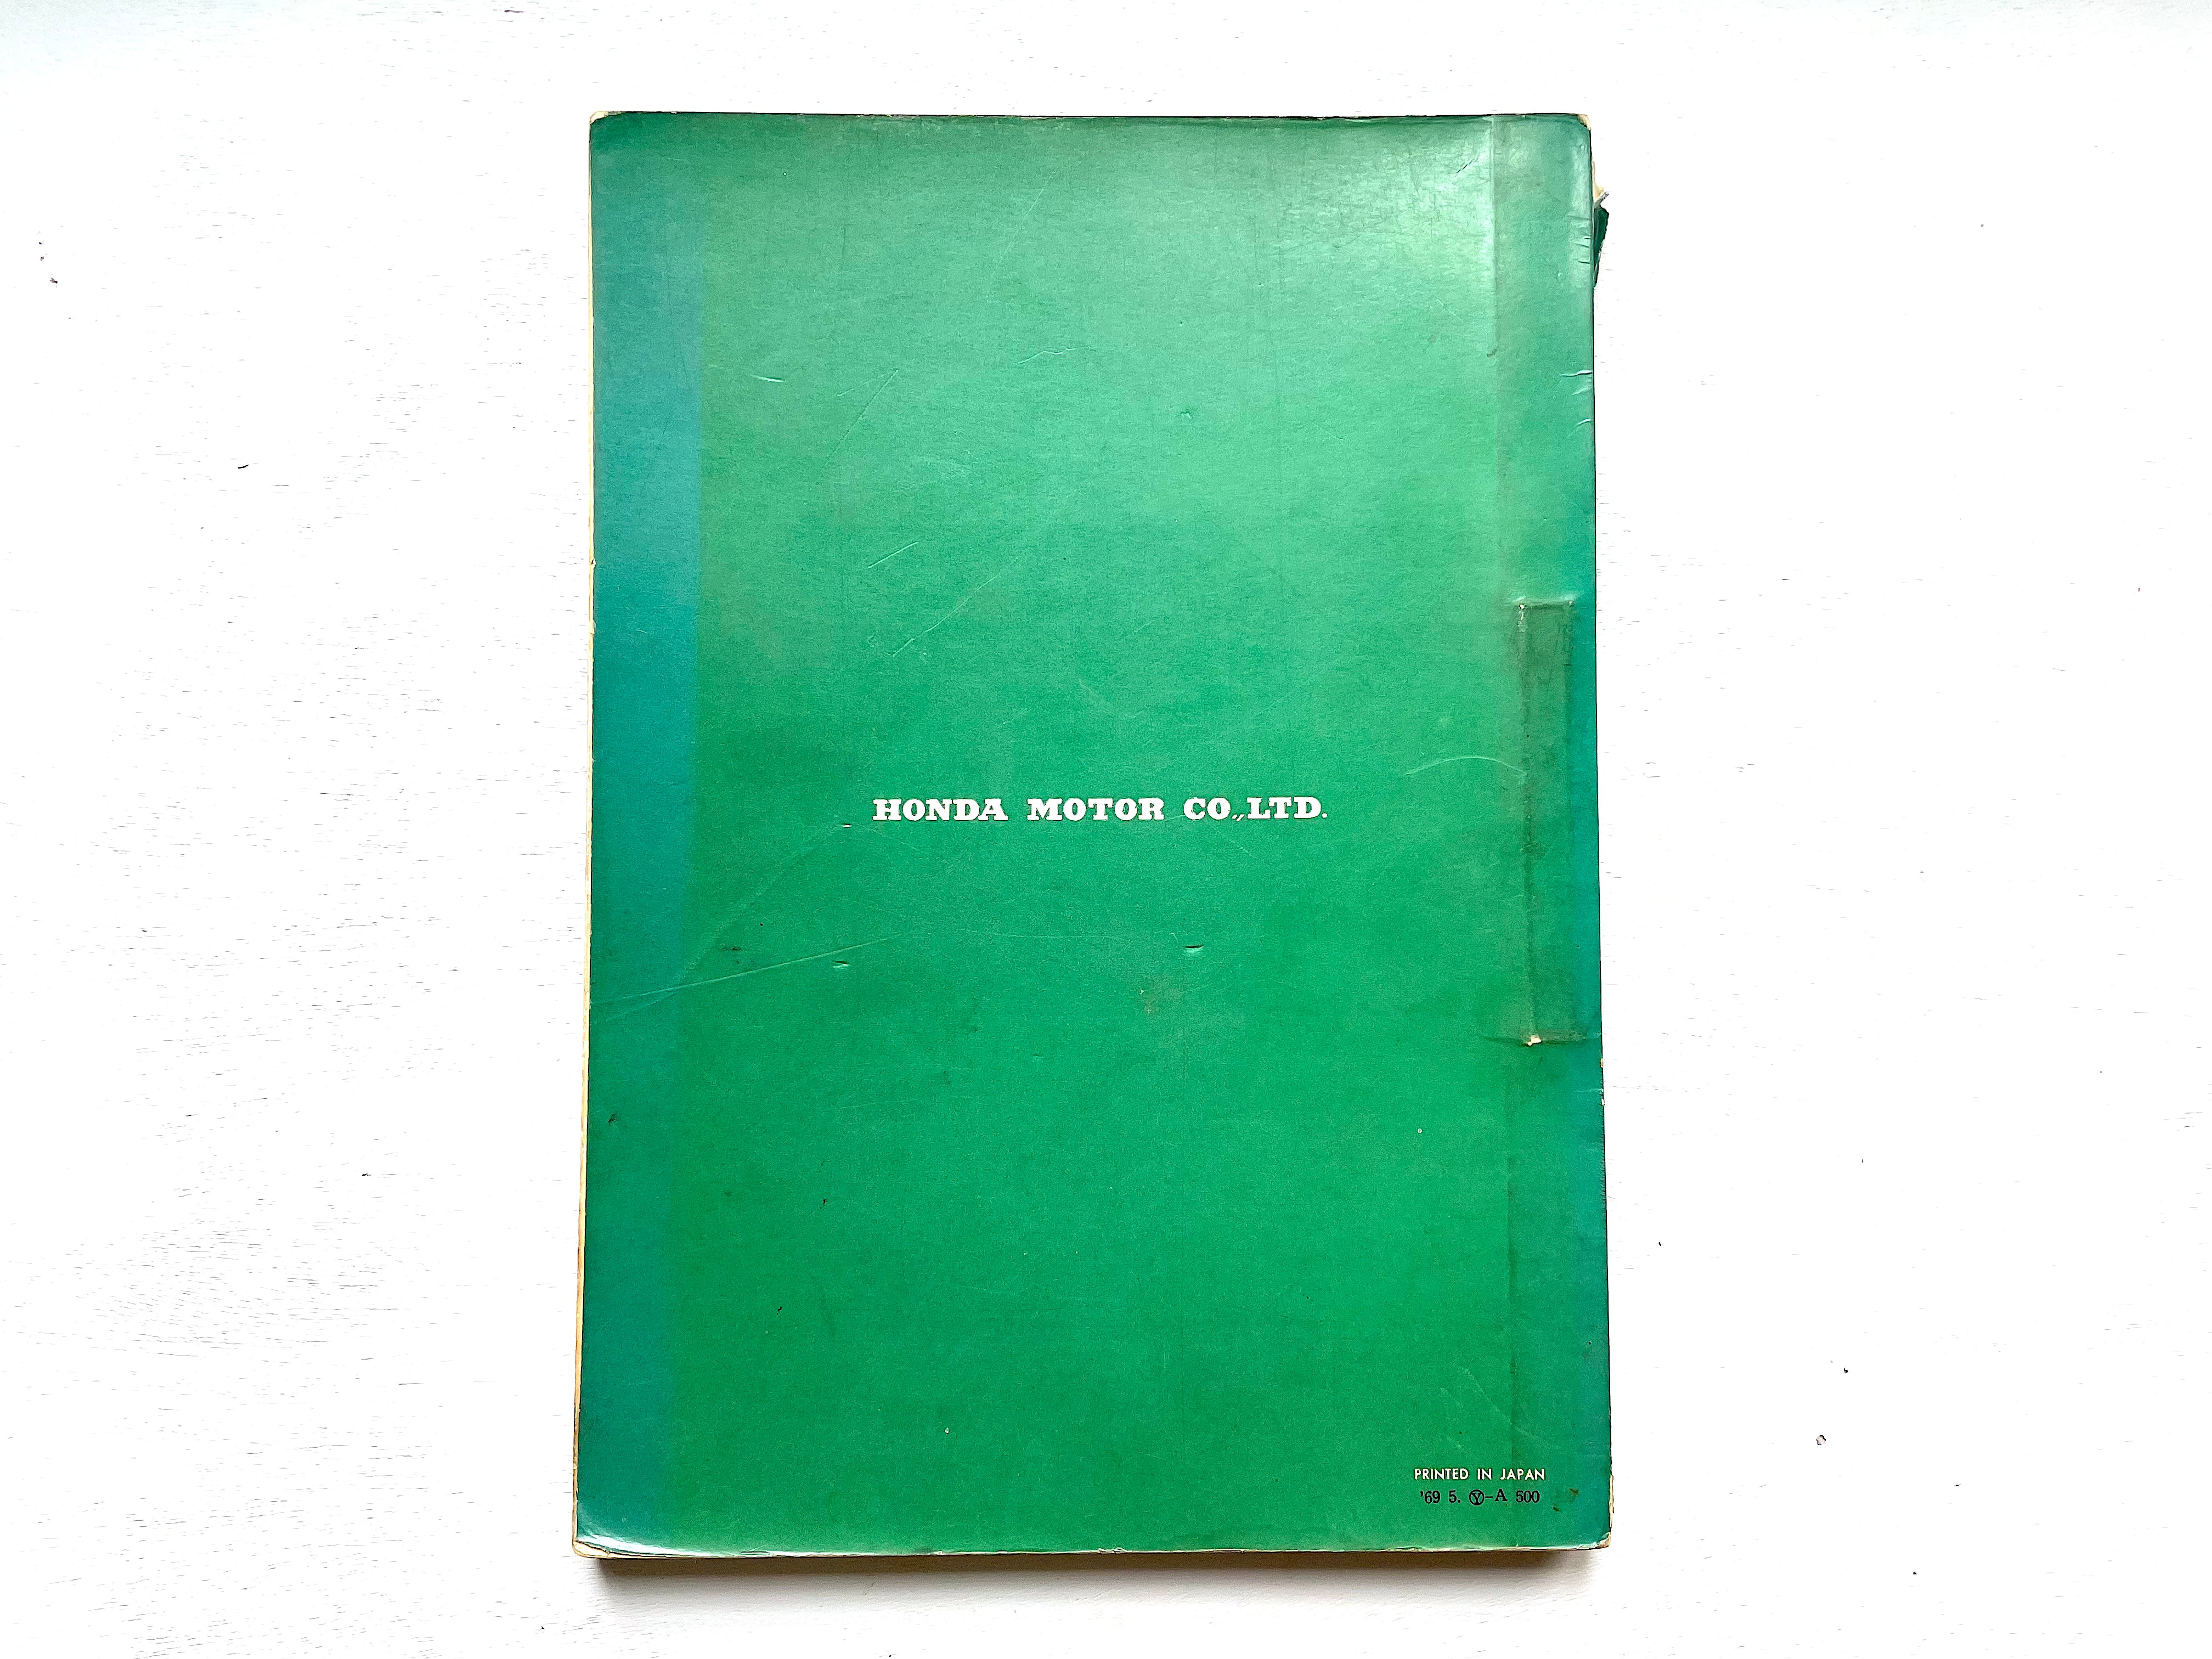 HONDA MOTOR CO.,LTD.
PRINTED IN JAPAN
'69 5. Ⓨ-A 500